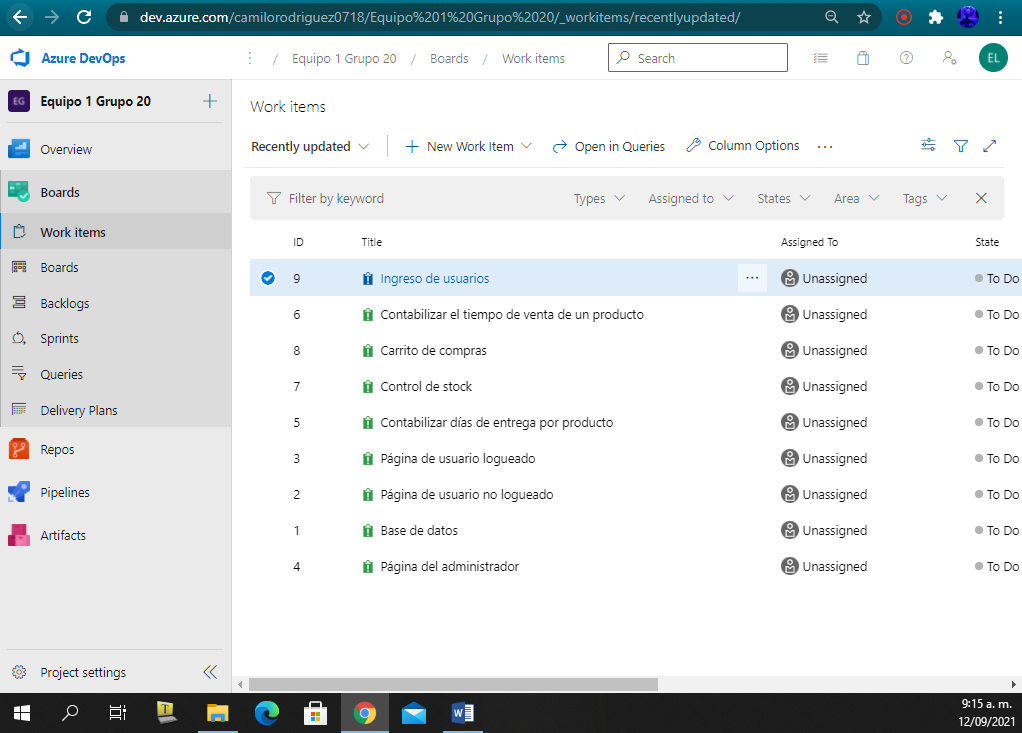 dev.azure.com/camilorodriguez0718/Equipo%201%20Grupo%2020/_workitems/recentlyupdated/
Azure DevOps
/ Equipo 1 Grupo 20 / Boards / Work items
Search
EL
EG Equipo 1 Grupo 20
Overview
Boards
Work items
Boards
Backlogs
Sprints
Queries
Delivery Plans
Repos
Pipelines
Artifacts
Project settings
Work items
Recently updated
New Work Item
Open in Queries
Column Options
Filter by keyword Types Assigned to States Area Tags
ID Title Assigned To State
9 Ingreso de usuarios Unassigned To Do
6 Contabilizar el tiempo de venta de un producto Unassigned To Do
8 Carrito de compras Unassigned To Do
7 Control de stock Unassigned To Do
5 Contabilizar días de entrega por producto Unassigned To Do
3 Página de usuario logueado Unassigned To Do
2 Página de usuario no logueado Unassigned To Do
1 Base de datos Unassigned To Do
4 Página del administrador Unassigned To Do
9:15 a. m.
12/09/2021